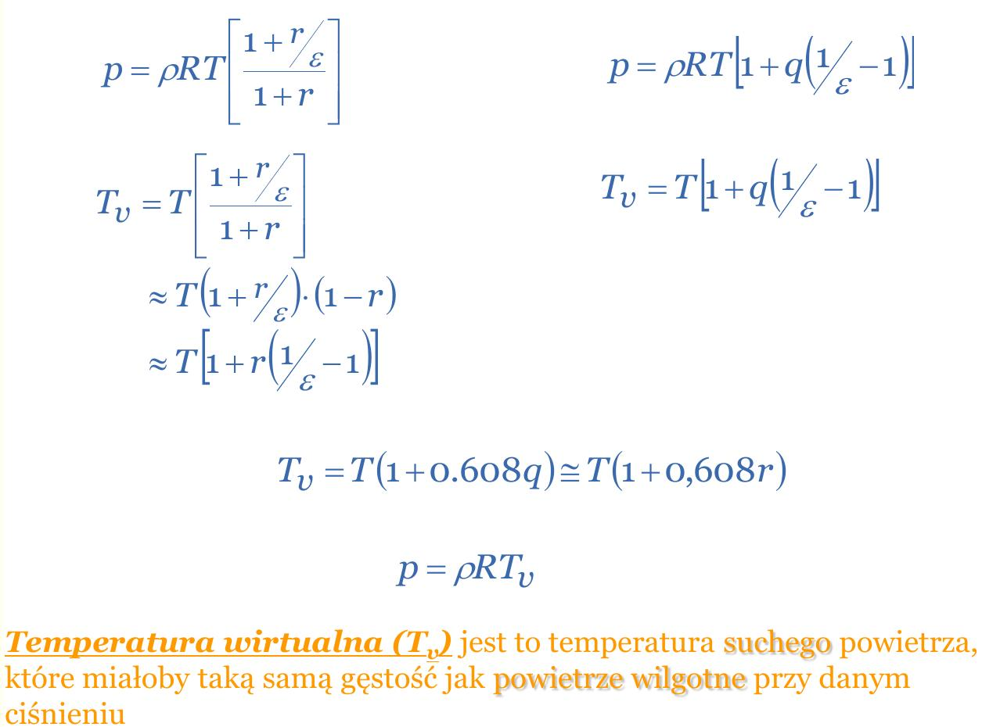 p = ρRT[(1 + r/ε)/(1 + r)]
p = ρRT[1 + q(1/ε − 1)]
T_v = T[(1 + r/ε)/(1 + r)]
T_v = T[1 + q(1/ε − 1)]
≈ T(1 + r/ε)·(1 − r)
≈ T[1 + r(1/ε − 1)]
T_v = T(1 + 0.608q) ≅ T(1 + 0,608r)
p = ρRT_v
Temperatura wirtualna (T_v) jest to temperatura suchego powietrza,
które miałoby taką samą gęstość jak powietrze wilgotne przy danym
ciśnieniu